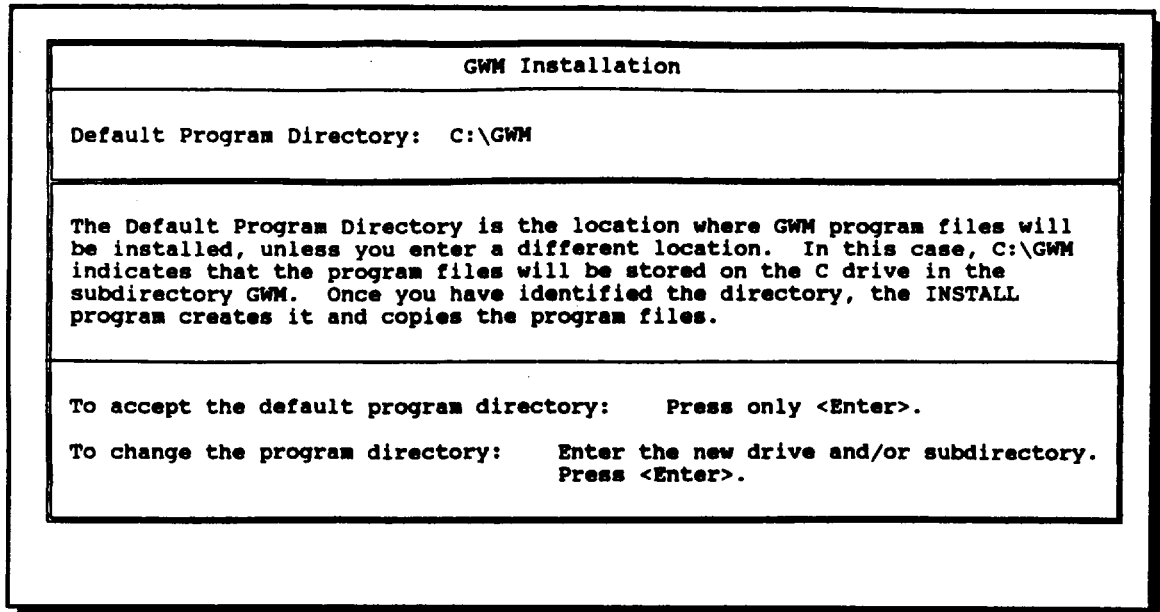 GWM Installation
Default Program Directory:  C:\GWM
The Default Program Directory is the location where GWM program files will
be installed, unless you enter a different location.  In this case, C:\GWM
indicates that the program files will be stored on the C drive in the
subdirectory GWM.  Once you have identified the directory, the INSTALL
program creates it and copies the program files.
To accept the default program directory:    Press only <Enter>.
To change the program directory:    Enter the new drive and/or subdirectory.
Press <Enter>.